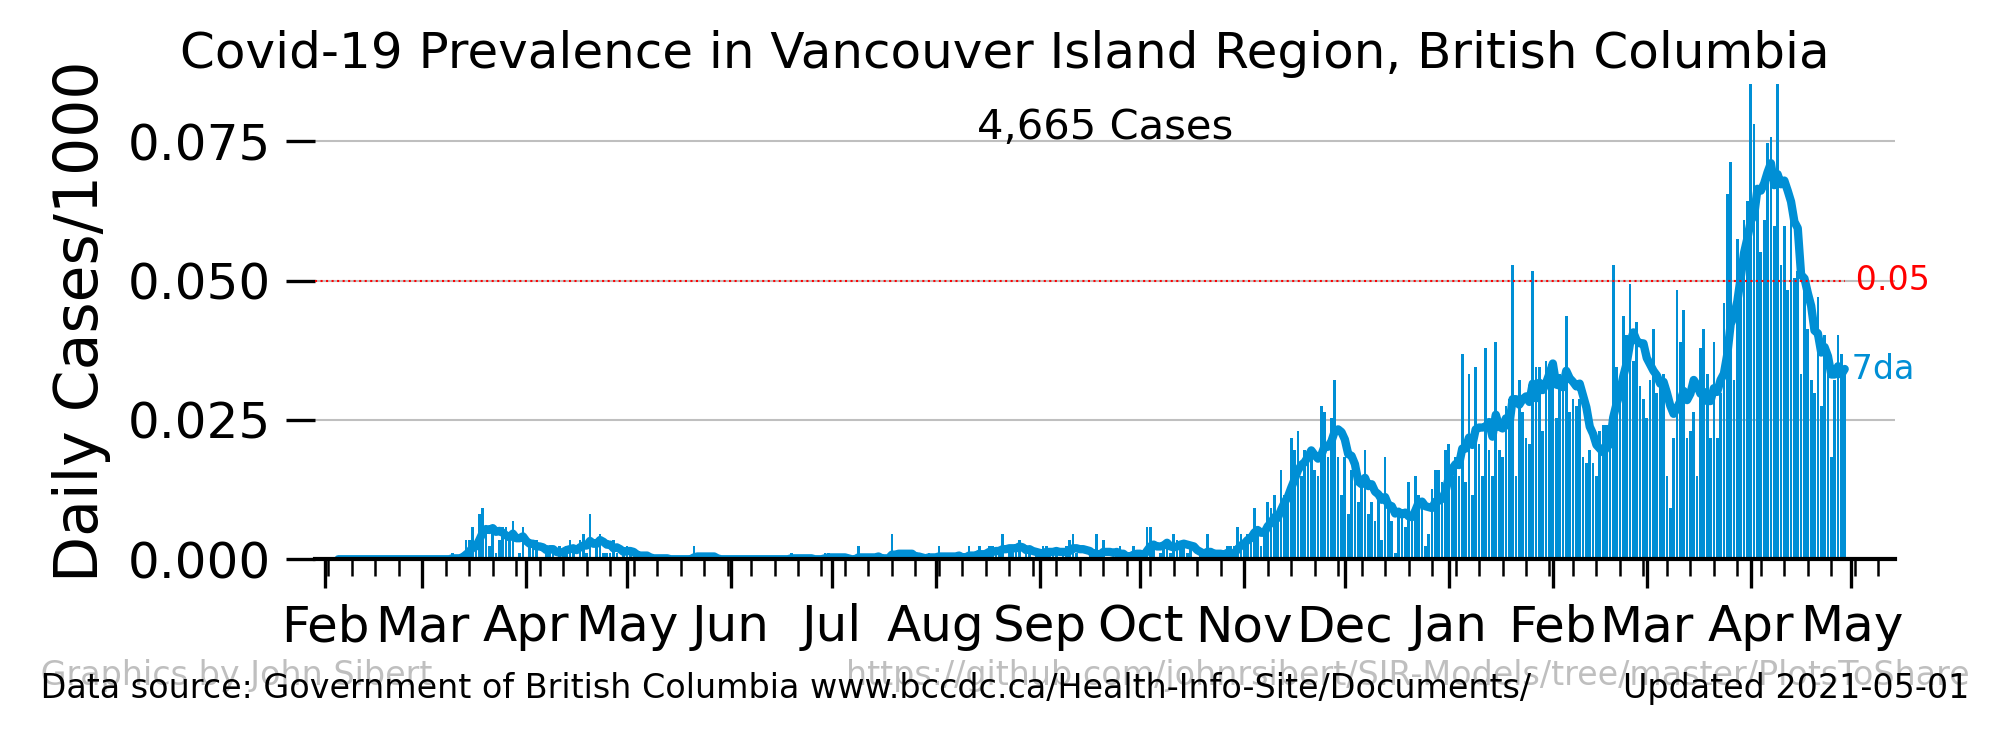 Covid-19 Prevalence in Vancouver Island Region, British Columbia
4,665 Cases
Daily Cases/1000
0.075
0.050
0.025
0.000
0.05
7da
Feb Mar Apr May Jun Jul Aug Sep Oct Nov Dec Jan Feb Mar Apr May
Graphics by John Sibert https://github.com/johnrsibert/SIR-Models/tree/master/PlotsToShare
Data source: Government of British Columbia www.bccdc.ca/Health-Info-Site/Documents/ Updated 2021-05-01